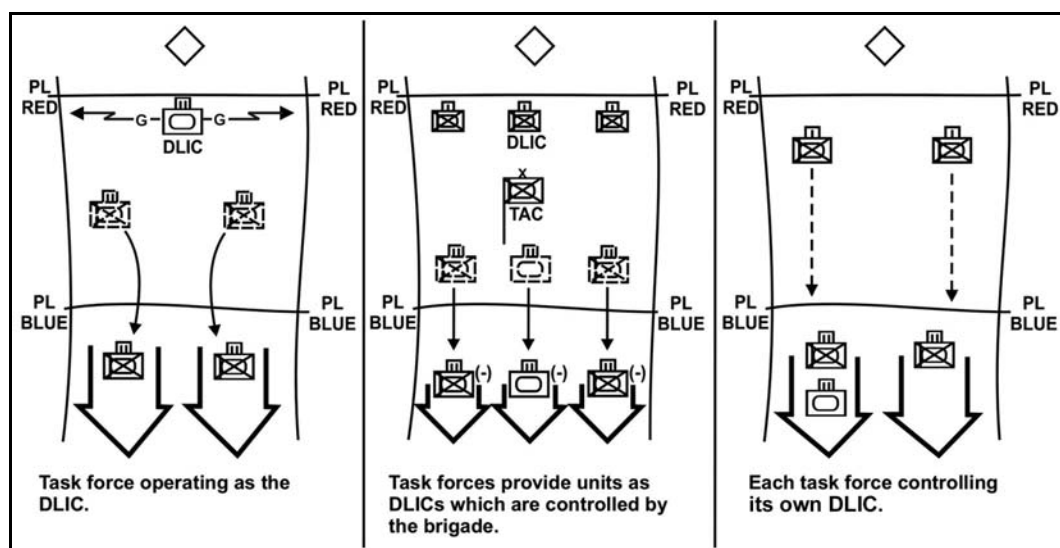 PL
RED
PL
RED
G
G
DLIC
PL
BLUE
PL
BLUE
Task force operating as the
DLIC.
PL
RED
PL
RED
DLIC
X
TAC
PL
BLUE
PL
BLUE
(-)
(-)
(-)
Task forces provide units as
DLICs which are controlled by
the brigade.
PL
RED
PL
RED
PL
BLUE
PL
BLUE
Each task force controlling
its own DLIC.